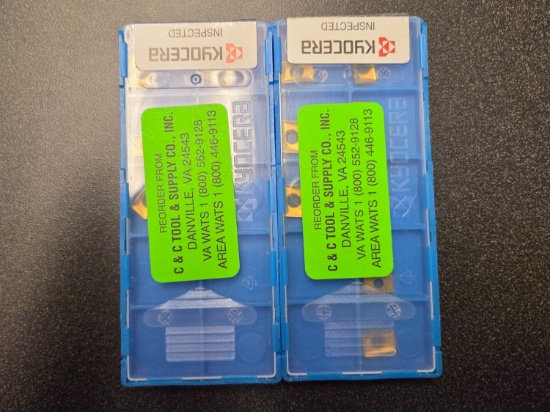 KYOCERA
INSPECTED
REORDER FROM
C & C TOOL & SUPPLY CO., INC.
DANVILLE, VA 24543
VA WATS 1 (800) 552-9128
AREA WATS 1 (800) 446-9113
KYOCERA
KYOCERA
INSPECTED
REORDER FROM
C & C TOOL & SUPPLY CO., INC.
DANVILLE, VA 24543
VA WATS 1 (800) 552-9128
AREA WATS 1 (800) 446-9113
KYOCERA